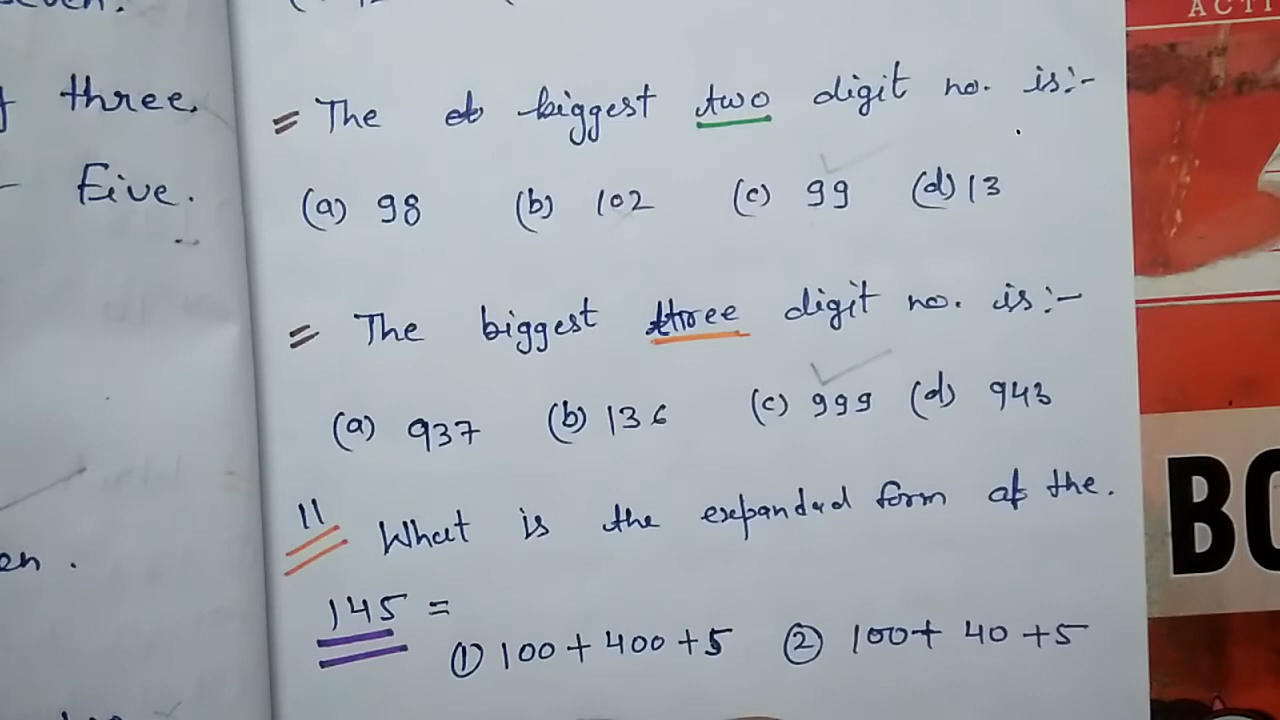 three.
Five.
en.
The biggest two digit no. is:-
(a) 98 (b) 102 (c) 99 (d) 13
The biggest three digit no. is:-
(a) 937 (b) 136 (c) 999 (d) 943
11 What is the expanded form of the.
145 =
① 100 + 400 + 5 ② 100 + 40 + 5
ACTI
BO